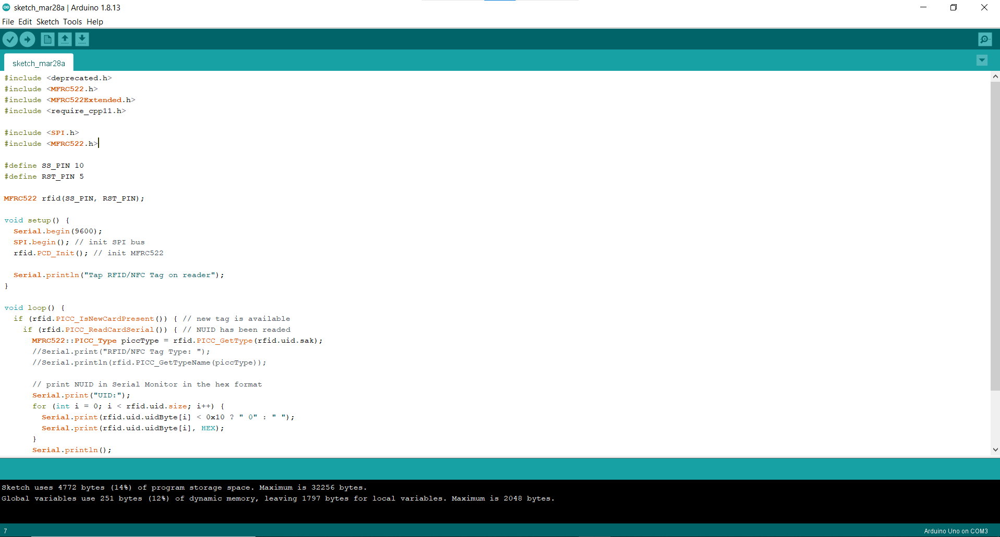 sketch_mar28a | Arduino 1.8.13
File Edit Sketch Tools Help
sketch_mar28a
#include <deprecated.h>
#include <MFRC522.h>
#include <MFRC522Extended.h>
#include <require_cpp11.h>
#include <SPI.h>
#include <MFRC522.h>
#define SS_PIN 10
#define RST_PIN 5
MFRC522 rfid(SS_PIN, RST_PIN);
void setup() {
  Serial.begin(9600);
  SPI.begin(); // init SPI bus
  rfid.PCD_Init(); // init MFRC522
  Serial.println("Tap RFID/NFC Tag on reader");
}
void loop() {
  if (rfid.PICC_IsNewCardPresent()) { // new tag is available
    if (rfid.PICC_ReadCardSerial()) { // NUID has been readed
      MFRC522::PICC_Type piccType = rfid.PICC_GetType(rfid.uid.sak);
      //Serial.print("RFID/NFC Tag Type: ");
      //Serial.println(rfid.PICC_GetTypeName(piccType));
      // print NUID in Serial Monitor in the hex format
      Serial.print("UID:");
      for (int i = 0; i < rfid.uid.size; i++) {
        Serial.print(rfid.uid.uidByte[i] < 0x10 ? " 0" : " ");
        Serial.print(rfid.uid.uidByte[i], HEX);
      }
      Serial.println();
Sketch uses 4772 bytes (14%) of program storage space. Maximum is 32256 bytes.
Global variables use 251 bytes (12%) of dynamic memory, leaving 1797 bytes for local variables. Maximum is 2048 bytes.
7
Arduino Uno on COM3